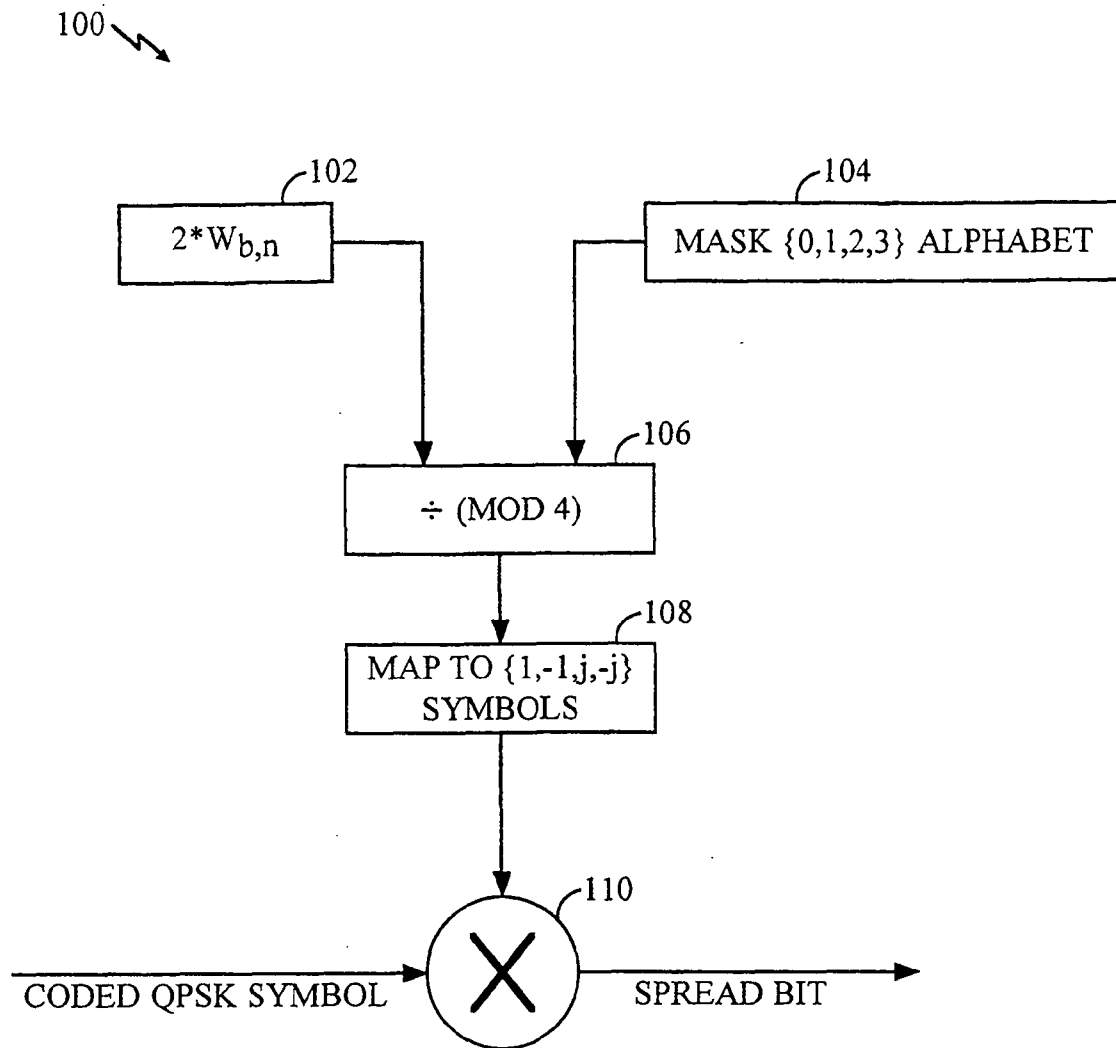 100
102
104
2*Wb,n
MASK {0,1,2,3} ALPHABET
106
÷ (MOD 4)
108
MAP TO {1,-1,j,-j}
SYMBOLS
110
CODED QPSK SYMBOL
SPREAD BIT